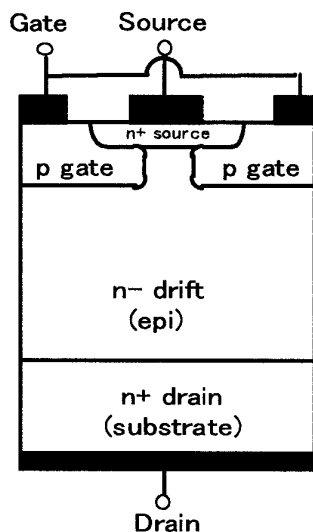 Gate Source
n+ source
p gate p gate
n− drift
(epi)
n+ drain
(substrate)
Drain